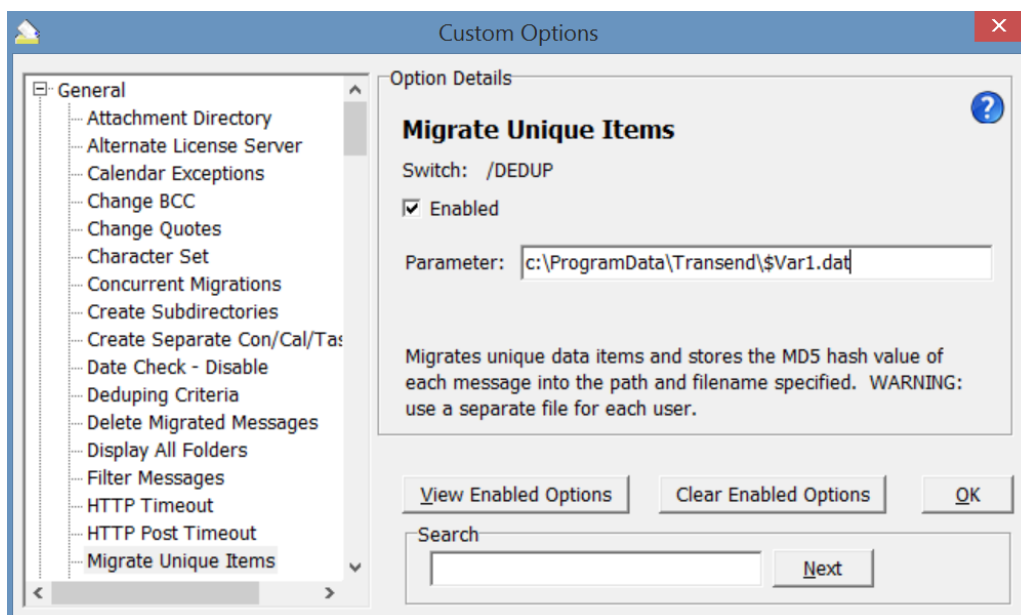 Custom Options
General
Attachment Directory
Alternate License Server
Calendar Exceptions
Change BCC
Change Quotes
Character Set
Concurrent Migrations
Create Subdirectories
Create Separate Con/Cal/Tas
Date Check - Disable
Deduping Criteria
Delete Migrated Messages
Display All Folders
Filter Messages
HTTP Timeout
HTTP Post Timeout
Migrate Unique Items
Option Details
Migrate Unique Items
Switch: /DEDUP
Enabled
Parameter: c:\ProgramData\Transend\$Var1.dat
Migrates unique data items and stores the MD5 hash value of
each message into the path and filename specified. WARNING:
use a separate file for each user.
View Enabled Options Clear Enabled Options OK
Search
Next